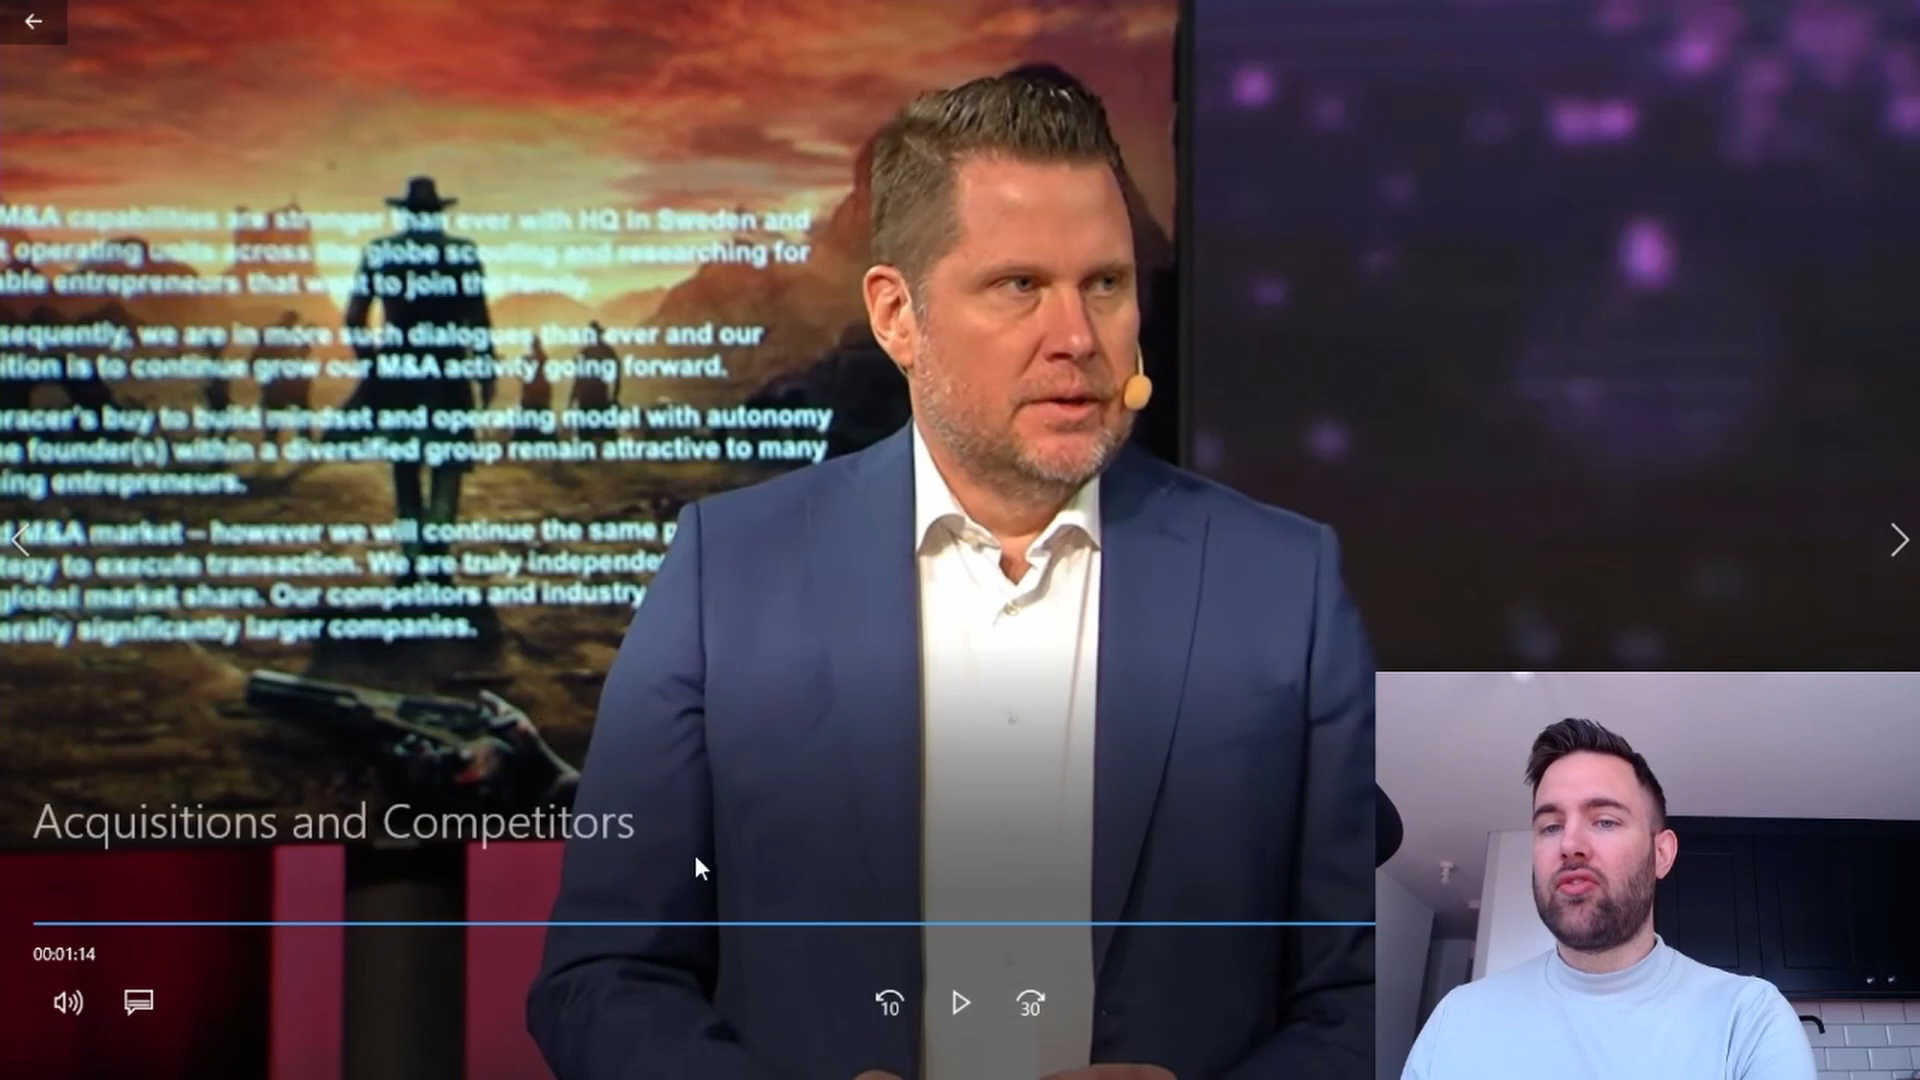 M&A capabilities are stronger than ever with HQ in Sweden and
operating units across the globe scouting and researching for
able entrepreneurs that want to join the family.
sequently, we are in more such dialogues than ever and our
ition is to continue grow our M&A activity going forward.
racer's buy to build mindset and operating model with autonomy
e founder(s) within a diversified group remain attractive to many
ing entrepreneurs.
M&A market – however we will continue the same p
tegy to execute transaction. We are truly independe
global market share. Our competitors and industry
erally significantly larger companies.
Acquisitions and Competitors
00:01:14
10
30